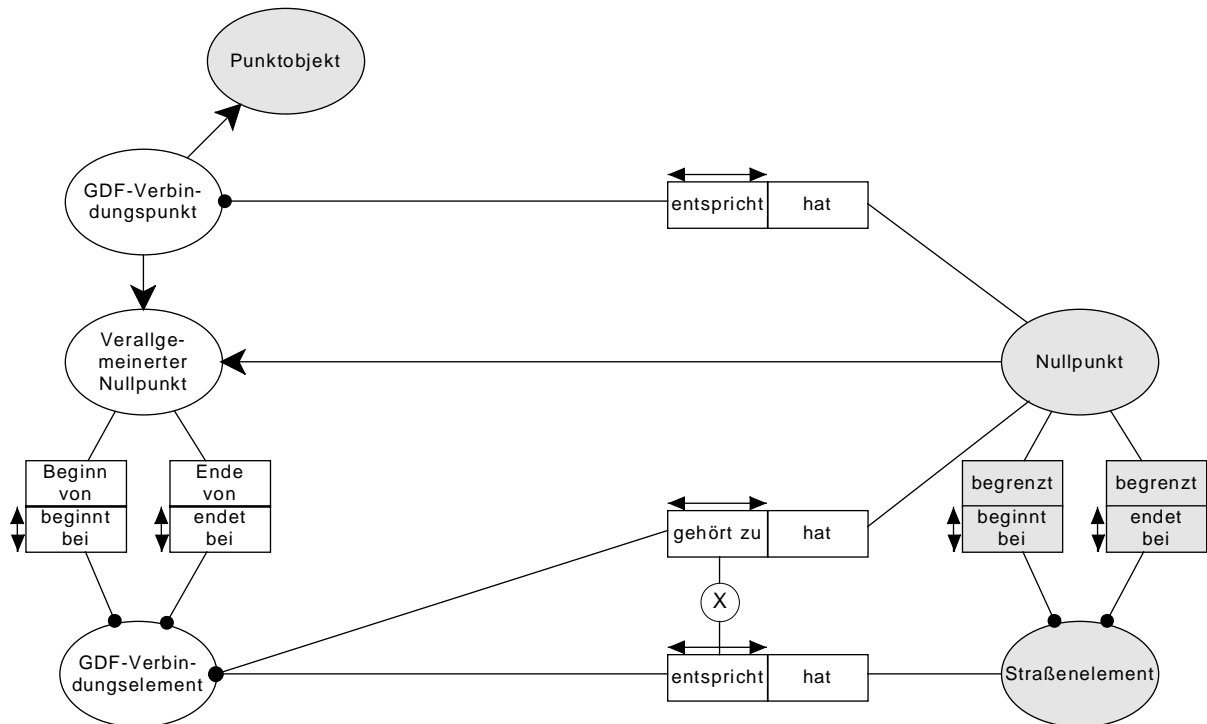 Punktobjekt
GDF-Verbin-
dungspunkt
entspricht
hat
Verallge-
meinerter
Nullpunkt
Nullpunkt
Beginn
von
beginnt
bei
Ende
von
endet
bei
begrenzt
beginnt
bei
begrenzt
endet
bei
gehört zu
hat
X
GDF-Verbin-
dungselement
entspricht
hat
Straßenelement